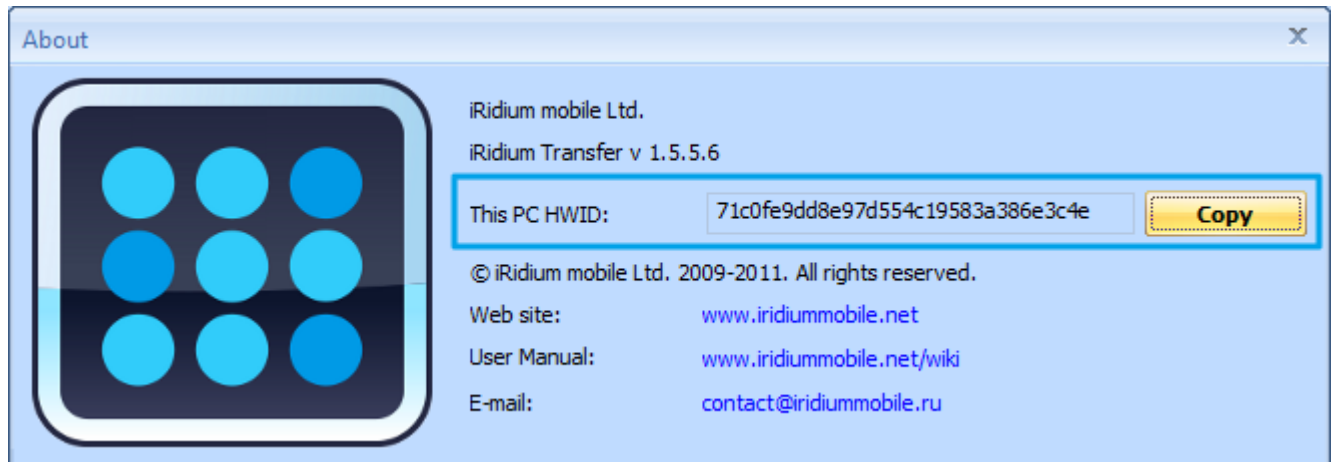 About
iRidium mobile Ltd.
iRidium Transfer v 1.5.5.6
This PC HWID: 71c0fe9dd8e97d554c19583a386e3c4e Copy
© iRidium mobile Ltd. 2009-2011. All rights reserved.
Web site: www.iridiummobile.net
User Manual: www.iridiummobile.net/wiki
E-mail: contact@iridiummobile.ru